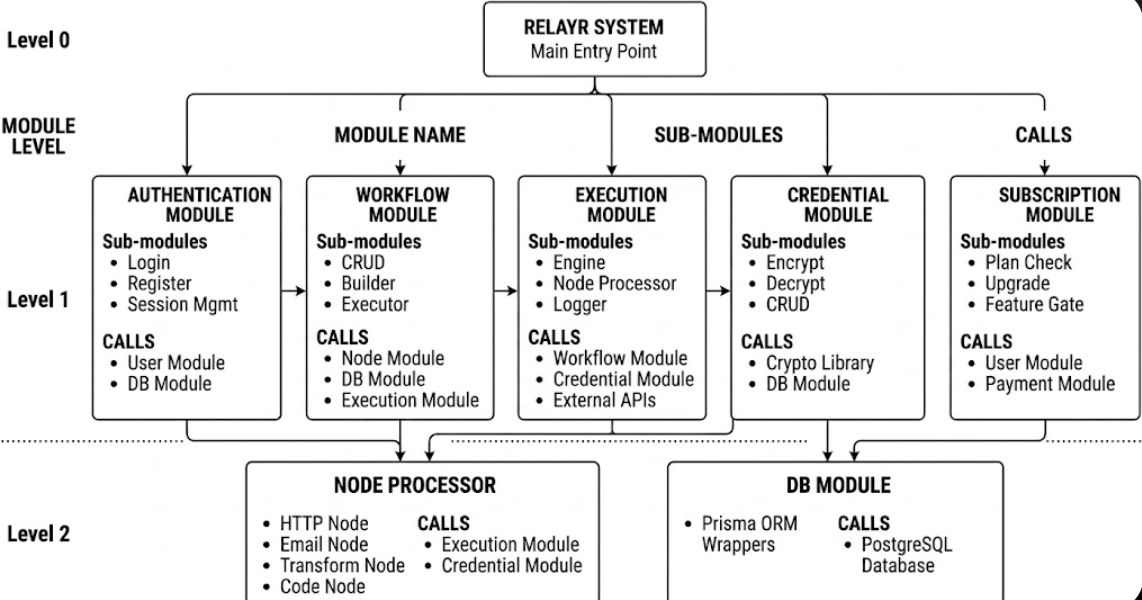 Level 0
RELAYR SYSTEM
Main Entry Point
MODULE
LEVEL
MODULE NAME
SUB-MODULES
CALLS
Level 1
AUTHENTICATION
MODULE
Sub-modules
• Login
• Register
• Session Mgmt
CALLS
• User Module
• DB Module
WORKFLOW
MODULE
Sub-modules
• CRUD
• Builder
• Executor
CALLS
• Node Module
• DB Module
• Execution Module
EXECUTION
MODULE
Sub-modules
• Engine
• Node Processor
• Logger
CALLS
• Workflow Module
• Credential Module
• External APIs
CREDENTIAL
MODULE
Sub-modules
• Encrypt
• Decrypt
• CRUD
CALLS
• Crypto Library
• DB Module
SUBSCRIPTION
MODULE
Sub-modules
• Plan Check
• Upgrade
• Feature Gate
CALLS
• User Module
• Payment Module
Level 2
NODE PROCESSOR
• HTTP Node
• Email Node
• Transform Node
• Code Node
CALLS
• Execution Module
• Credential Module
DB MODULE
• Prisma ORM
Wrappers
CALLS
• PostgreSQL
Database